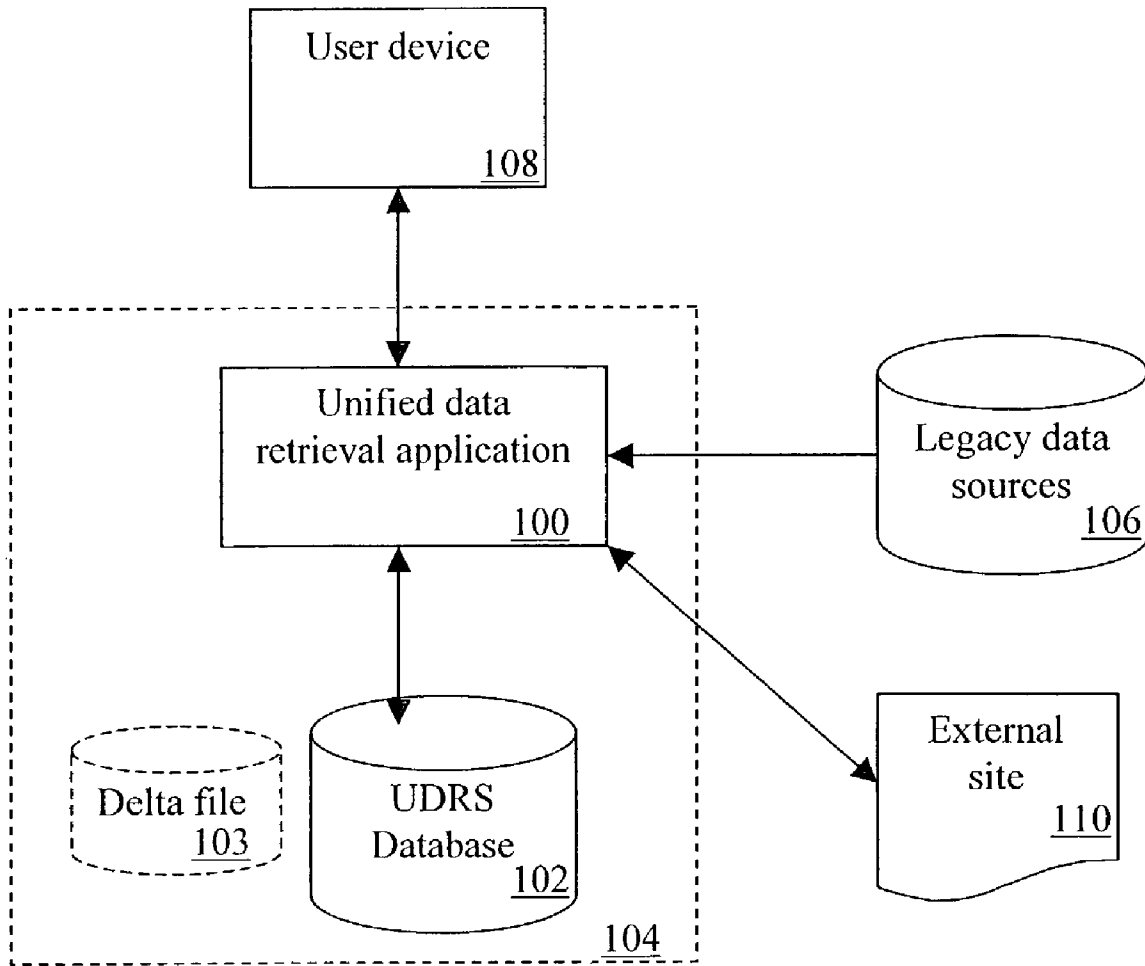 User device
108
Unified data
retrieval application
100
Legacy data
sources
106
External
site
110
Delta file
103
UDRS
Database
102
104